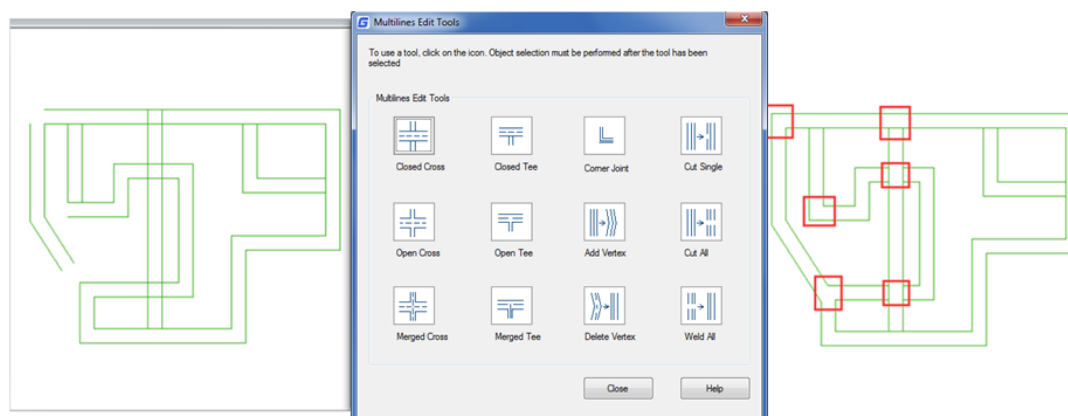 Multilines Edit Tools
To use a tool, click on the icon. Object selection must be performed after the tool has been
selected
Multilines Edit Tools
Closed Cross
Closed Tee
Corner Joint
Cut Single
Open Cross
Open Tee
Add Vertex
Cut All
Merged Cross
Merged Tee
Delete Vertex
Weld All
Close
Help